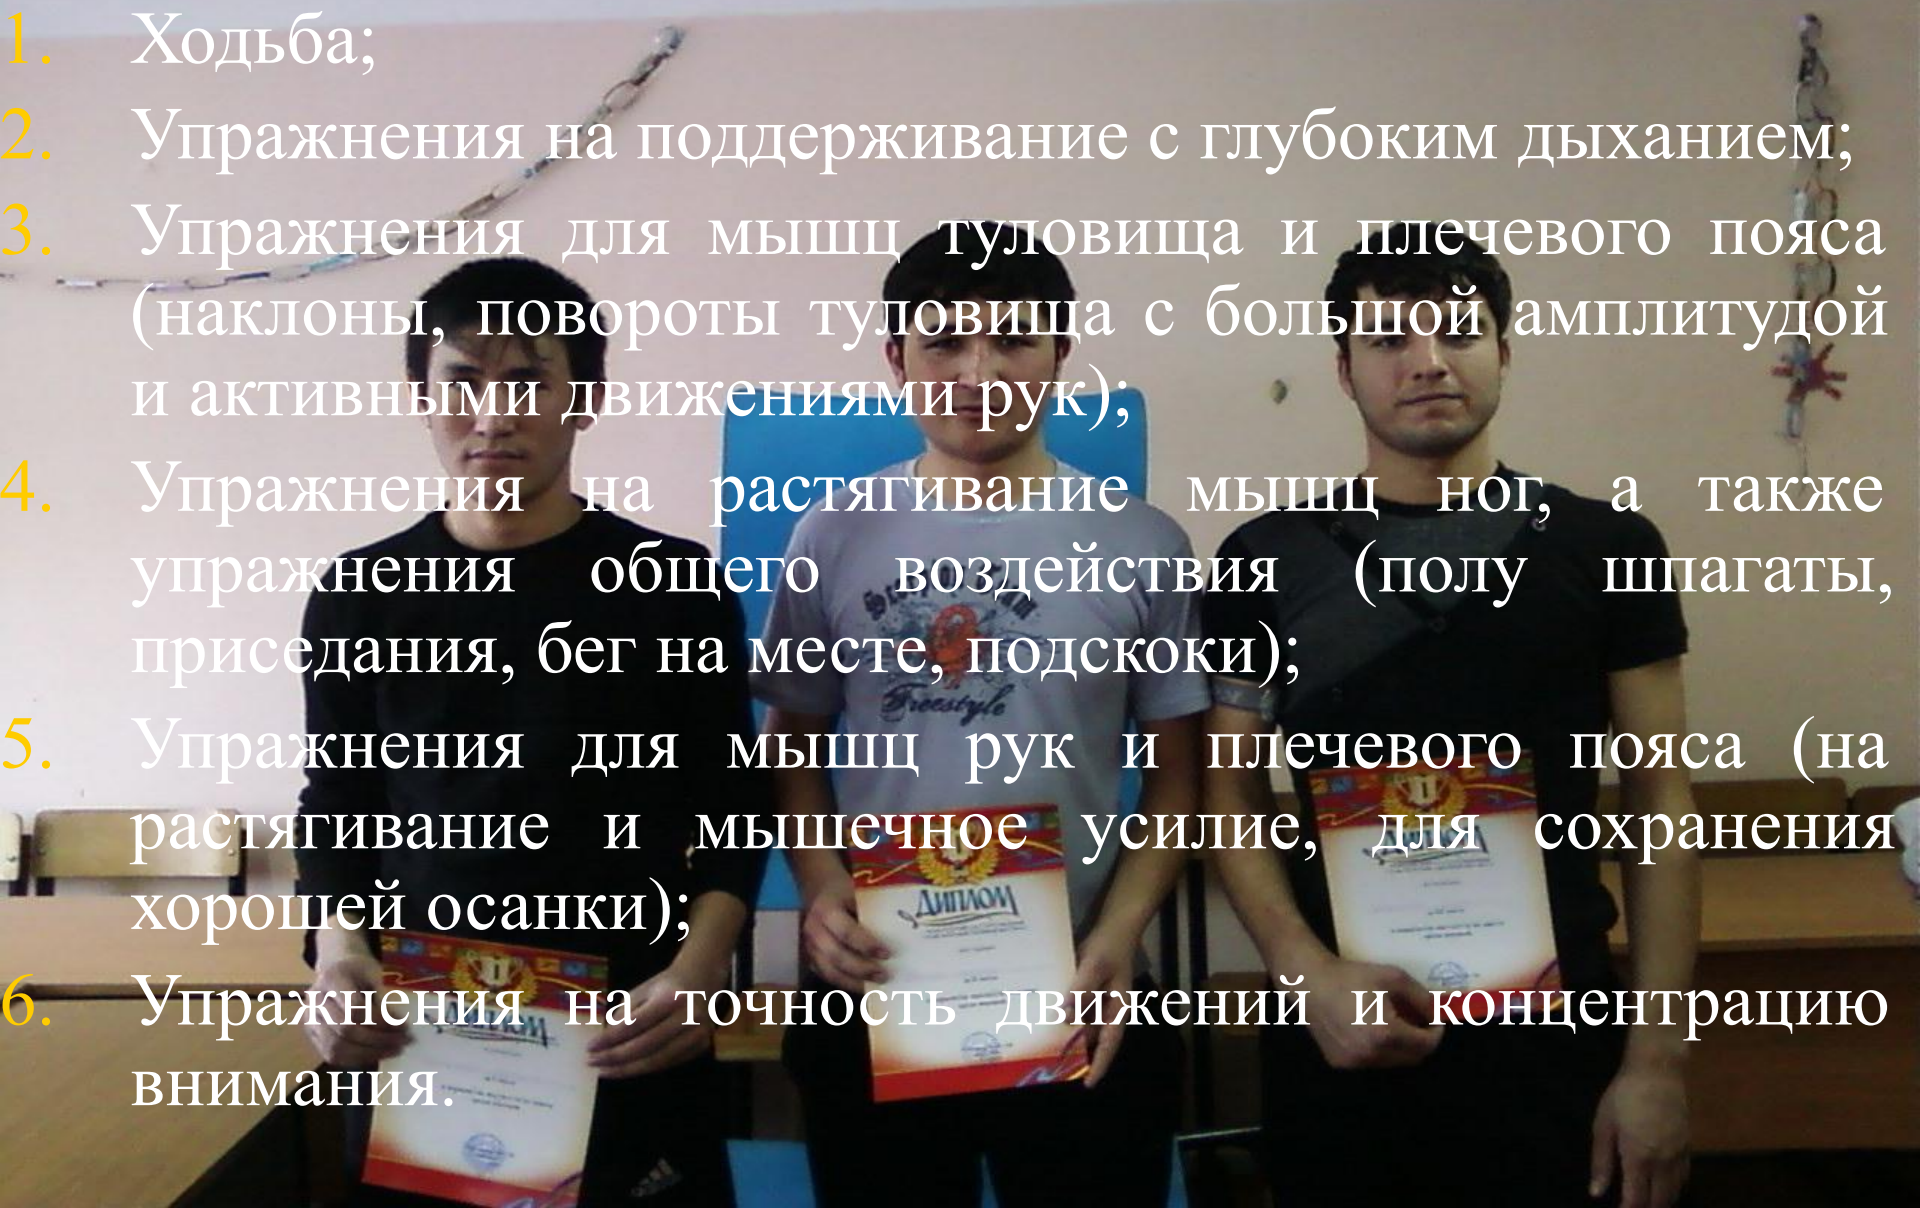 1. Ходьба;
2. Упражнения на поддерживание с глубоким дыханием;
3. Упражнения для мышц туловища и плечевого пояса
(наклоны, повороты туловища с большой амплитудой
и активными движениями рук);
4. Упражнения на растягивание мышц ног, а также
упражнения общего воздействия (полу шпагаты,
приседания, бег на месте, подскоки);
5. Упражнения для мышц рук и плечевого пояса (на
растягивание и мышечное усилие, для сохранения
хорошей осанки);
6. Упражнения на точность движений и концентрацию
внимания.
Freestyle
ДИПЛОМ